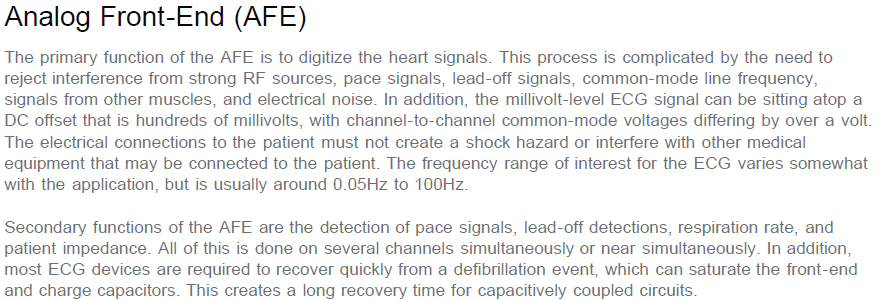 Analog Front-End (AFE)
The primary function of the AFE is to digitize the heart signals. This process is complicated by the need to
reject interference from strong RF sources, pace signals, lead-off signals, common-mode line frequency,
signals from other muscles, and electrical noise. In addition, the millivolt-level ECG signal can be sitting atop a
DC offset that is hundreds of millivolts, with channel-to-channel common-mode voltages differing by over a volt.
The electrical connections to the patient must not create a shock hazard or interfere with other medical
equipment that may be connected to the patient. The frequency range of interest for the ECG varies somewhat
with the application, but is usually around 0.05Hz to 100Hz.
Secondary functions of the AFE are the detection of pace signals, lead-off detections, respiration rate, and
patient impedance. All of this is done on several channels simultaneously or near simultaneously. In addition,
most ECG devices are required to recover quickly from a defibrillation event, which can saturate the front-end
and charge capacitors. This creates a long recovery time for capacitively coupled circuits.